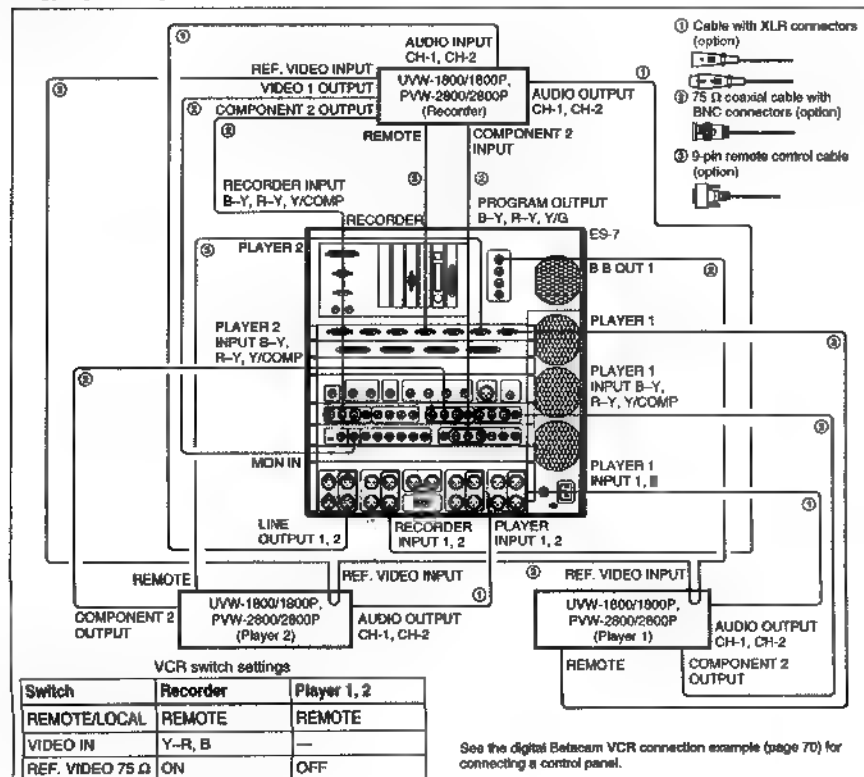 AUDIO INPUT
CH-1, CH-2
REF. VIDEO INPUT
VIDEO 1 OUTPUT
COMPONENT 2 OUTPUT
UVW-1800/1800P,
PVW-2800/2800P
(Recorder)
AUDIO OUTPUT
CH-1, CH-2
REMOTE
COMPONENT 2
INPUT
① Cable with XLR connectors
(option)
② 75 Ω coaxial cable with
BNC connectors (option)
③ 9-pin remote control cable
(option)
RECORDER INPUT
B–Y, R–Y, Y/COMP
PROGRAM OUTPUT
B–Y, R–Y, Y/G
RECORDER
ES-7
PLAYER 2
B B OUT 1
PLAYER 1
PLAYER 2
INPUT B–Y,
R–Y, Y/COMP
PLAYER 1
INPUT B–Y,
R–Y, Y/COMP
MON IN
PLAYER 1
INPUT 1,
LINE
OUTPUT 1, 2
RECORDER
INPUT 1, 2
PLAYER
INPUT 1, 2
REMOTE
REF. VIDEO INPUT
REF. VIDEO INPUT
COMPONENT 2
OUTPUT
UVW-1800/1800P,
PVW-2800/2800P
(Player 2)
AUDIO OUTPUT
CH-1, CH-2
UVW-1800/1800P,
PVW-2800/2800P
(Player 1)
AUDIO OUTPUT
CH-1, CH-2
REMOTE
COMPONENT 2
OUTPUT
VCR switch settings
Switch Recorder Player 1, 2
REMOTE/LOCAL REMOTE REMOTE
VIDEO IN Y–R, B —
REF. VIDEO 75 Ω ON OFF
See the digital Betacam VCR connection example (page 70) for
connecting a control panel.